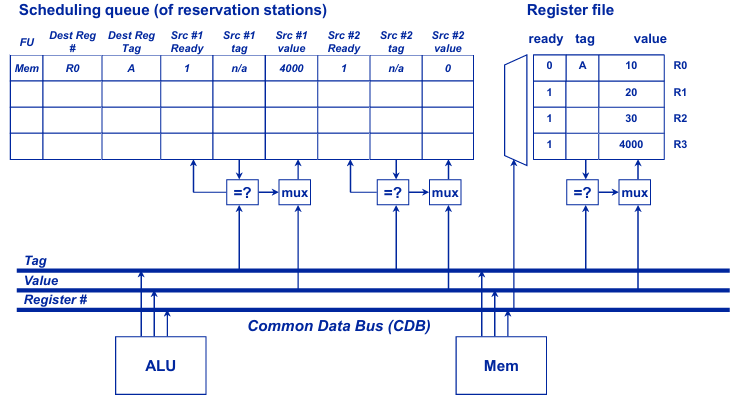 Scheduling queue (of reservation stations)
Register file
FU
Dest Reg #
Dest Reg Tag
Src #1 Ready
Src #1 tag
Src #1 value
Src #2 Ready
Src #2 tag
Src #2 value
ready tag value
Mem R0 A 1 n/a 4000 1 n/a 0
0 A 10 R0
1 20 R1
1 30 R2
1 4000 R3
=? mux =? mux =? mux
Tag
Value
Register #
Common Data Bus (CDB)
ALU
Mem